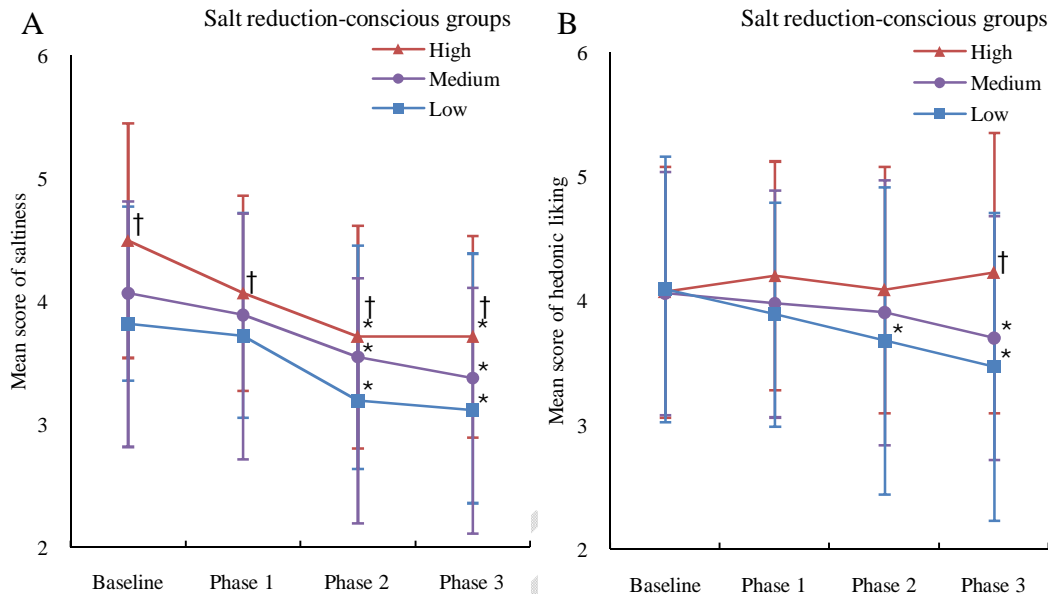 A
Salt reduction-conscious groups
High
Medium
Low
Mean score of saltiness
6
5
4
3
2
†
†
†
*
*
*
†
*
*
*
Baseline
Phase 1
Phase 2
Phase 3
B
Salt reduction-conscious groups
High
Medium
Low
Mean score of hedonic liking
6
5
4
3
2
*
†
*
*
Baseline
Phase 1
Phase 2
Phase 3